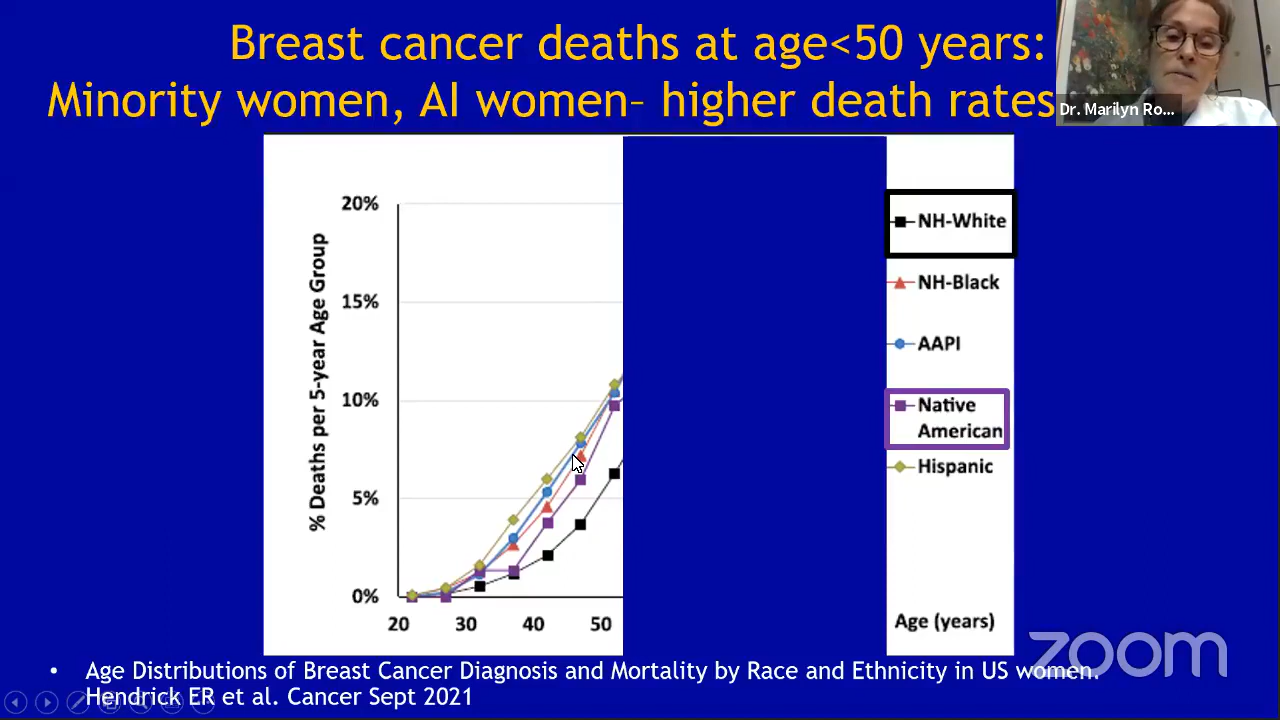 Breast cancer deaths at age<50 years:
Minority women, AI women– higher death rates
Dr. Marilyn Ro...
% Deaths per 5-year Age Group
20%
15%
10%
5%
0%
20 30 40 50
NH-White
NH-Black
AAPI
Native
American
Hispanic
Age (years)
zoom
• Age Distributions of Breast Cancer Diagnosis and Mortality by Race and Ethnicity in US women.
Hendrick ER et al. Cancer Sept 2021